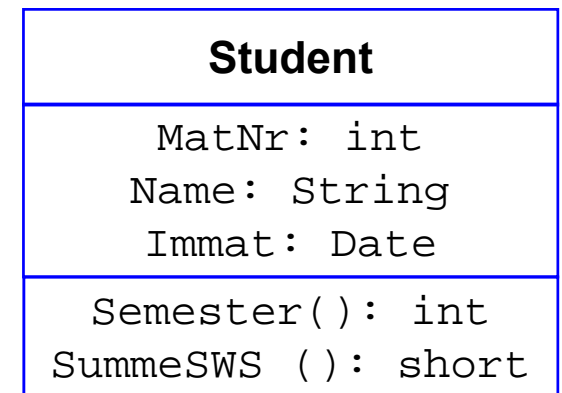 Student
MatNr: int
Name: String
Immat: Date
Semester(): int
SummeSWS (): short